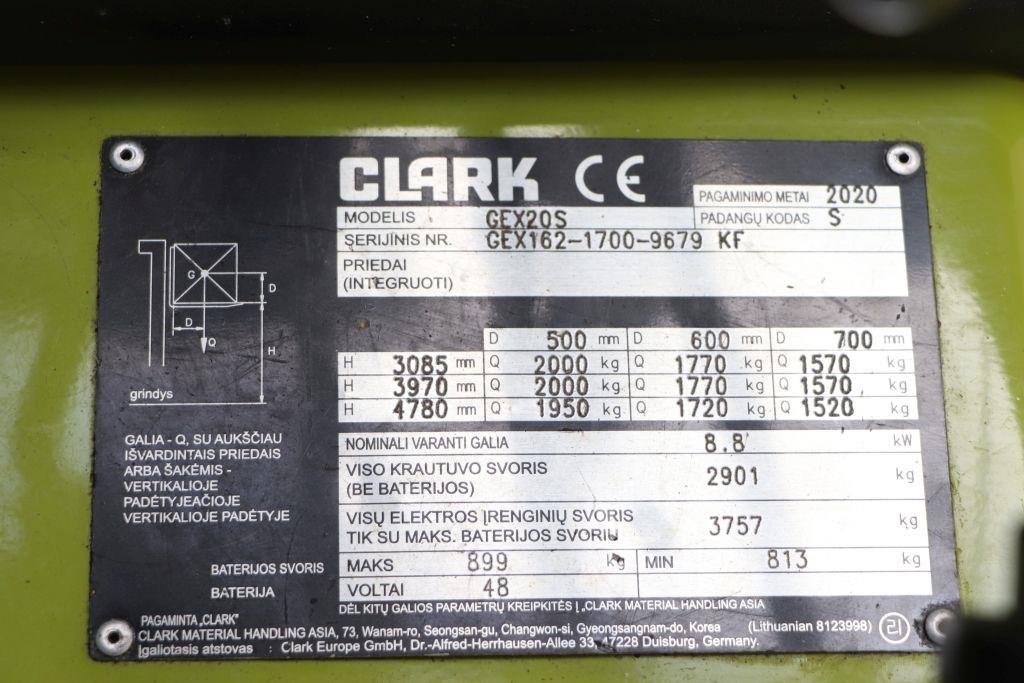 CLARK CE
PAGAMINIMO METAI 2020
MODELIS GEX20S PADANGŲ KODAS S
SERIJINIS NR. GEX162-1700-9679 KF
PRIEDAI
(INTEGRUOTI)
G
D
D
Q
H
grindys
D 500 mm D 600 mm D 700 mm
H 3085 mm Q 2000 kg Q 1770 kg Q 1570 kg
H 3970 mm Q 2000 kg Q 1770 kg Q 1570 kg
H 4780 mm Q 1950 kg Q 1720 kg Q 1520 kg
GALIA - Q, SU AUKŠČIAU
IŠVARDINTAIS PRIEDAIS
ARBA ŠAKĖMIS -
VERTIKALIOJE
PADĖTYJEAČIOJE
VERTIKALIOJE PADĖTYJE
NOMINALI VARANTI GALIA 8.8 kW
VISO KRAUTUVO SVORIS
(BE BATERIJOS) 2901 kg
VISŲ ELEKTROS ĮRENGINIŲ SVORIS
TIK SU MAKS. BATERIJOS SVORIU 3757 kg
BATERIJOS SVORIS MAKS 899 kg MIN 813 kg
BATERIJA VOLTAI 48
DĖL KITŲ GALIOS PARAMETRŲ KREIPKITĖS Į „CLARK MATERIAL HANDLING ASIA
PAGAMINTA „CLARK“
CLARK MATERIAL HANDLING ASIA, 73, Wanam-ro, Seongsan-gu, Changwon-si, Gyeongsangnam-do, Korea (Lithuanian 8123998) 21
Įgaliotasis atstovas : Clark Europe GmbH, Dr.-Alfred-Herrhausen-Allee 33, 47228 Duisburg, Germany.